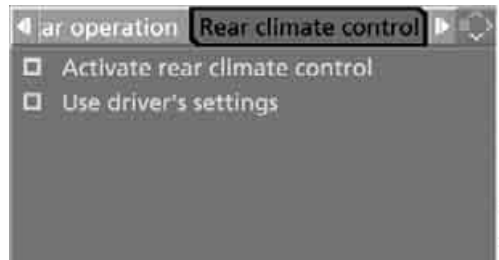 ar operation Rear climate control
Activate rear climate control
Use driver's settings